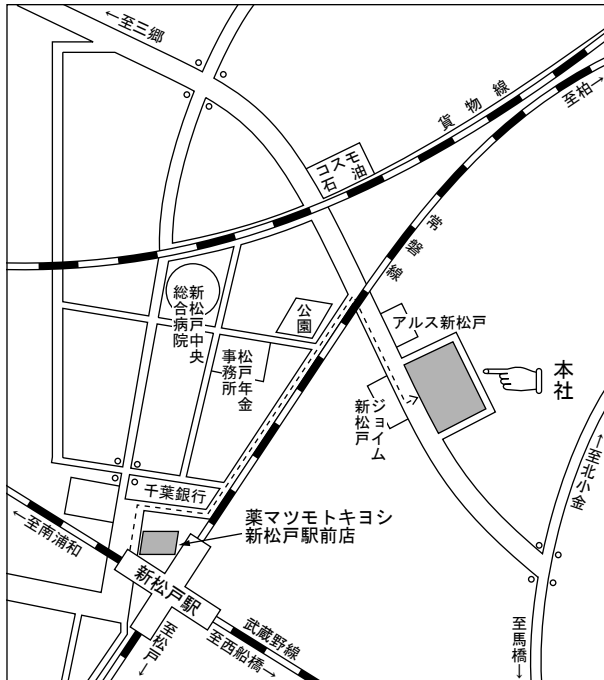 ←至三郷
貨物線
至柏→
コスモ
石油
常磐線
新松戸中央
総合病院
公園
アルス新松戸
松戸年金
事務所
本社
ジョイム
新松戸
←至北小金
千葉銀行
薬マツモトキヨシ
新松戸駅前店
←至南浦和
新松戸駅
武蔵野線
至西船橋→
至松戸→
至馬橋→